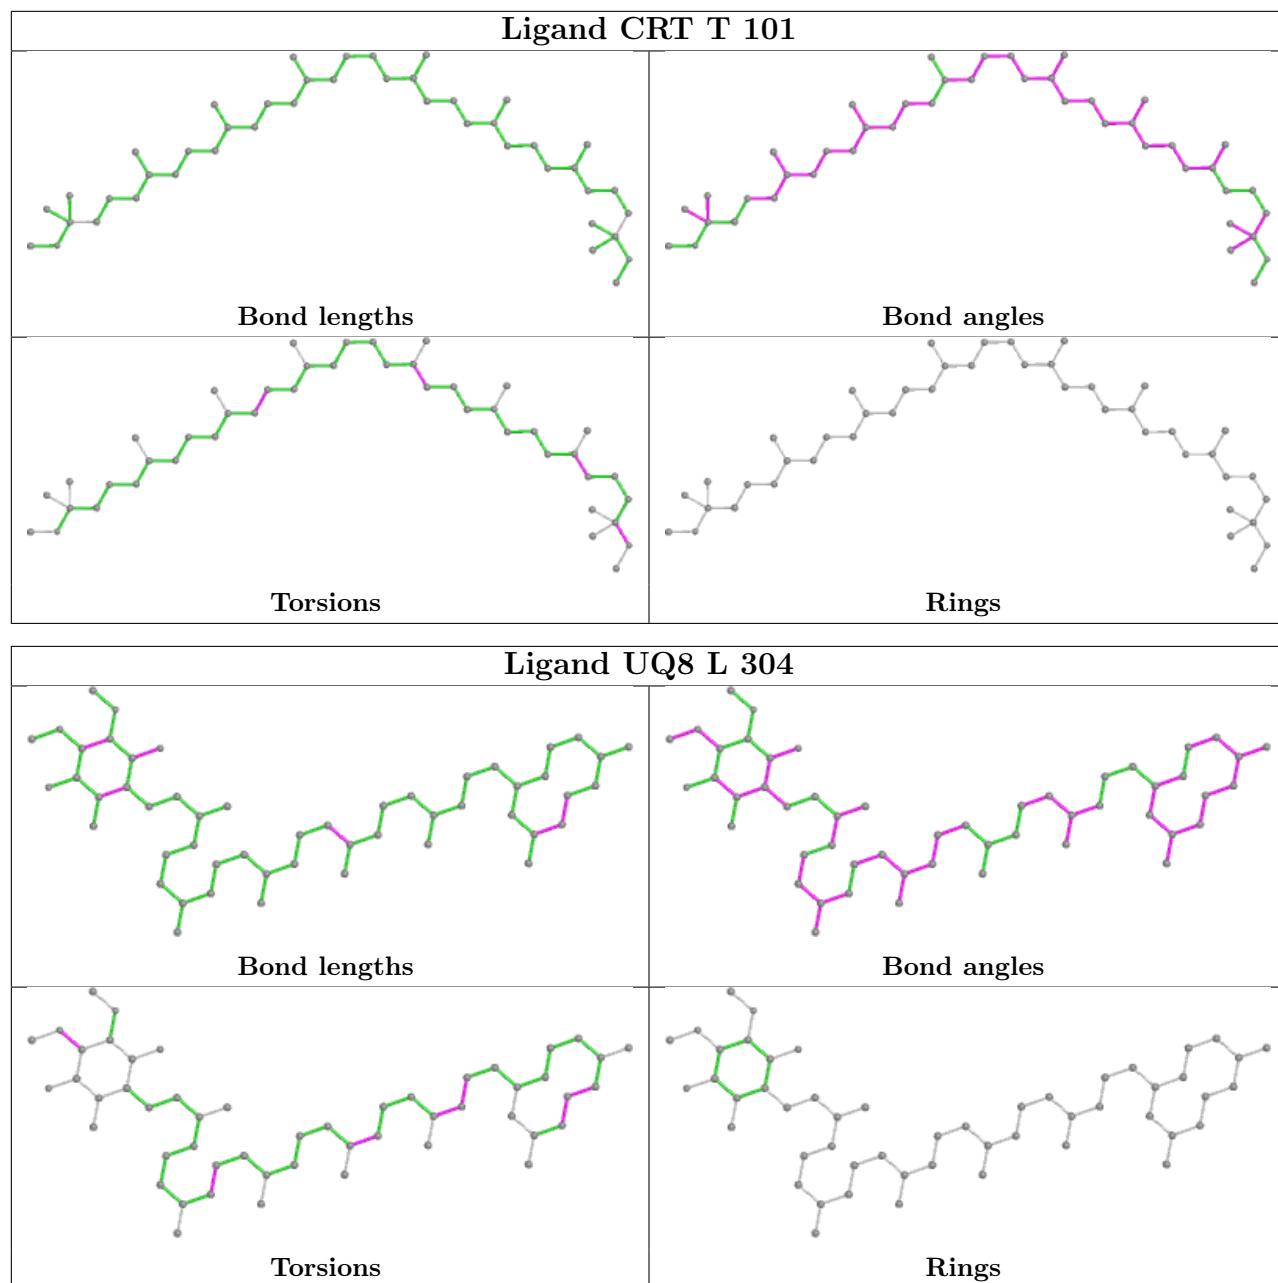 Ligand CRT T 101
Bond lengths
Bond angles
Torsions
Rings
Ligand UQ8 L 304
Bond lengths
Bond angles
Torsions
Rings